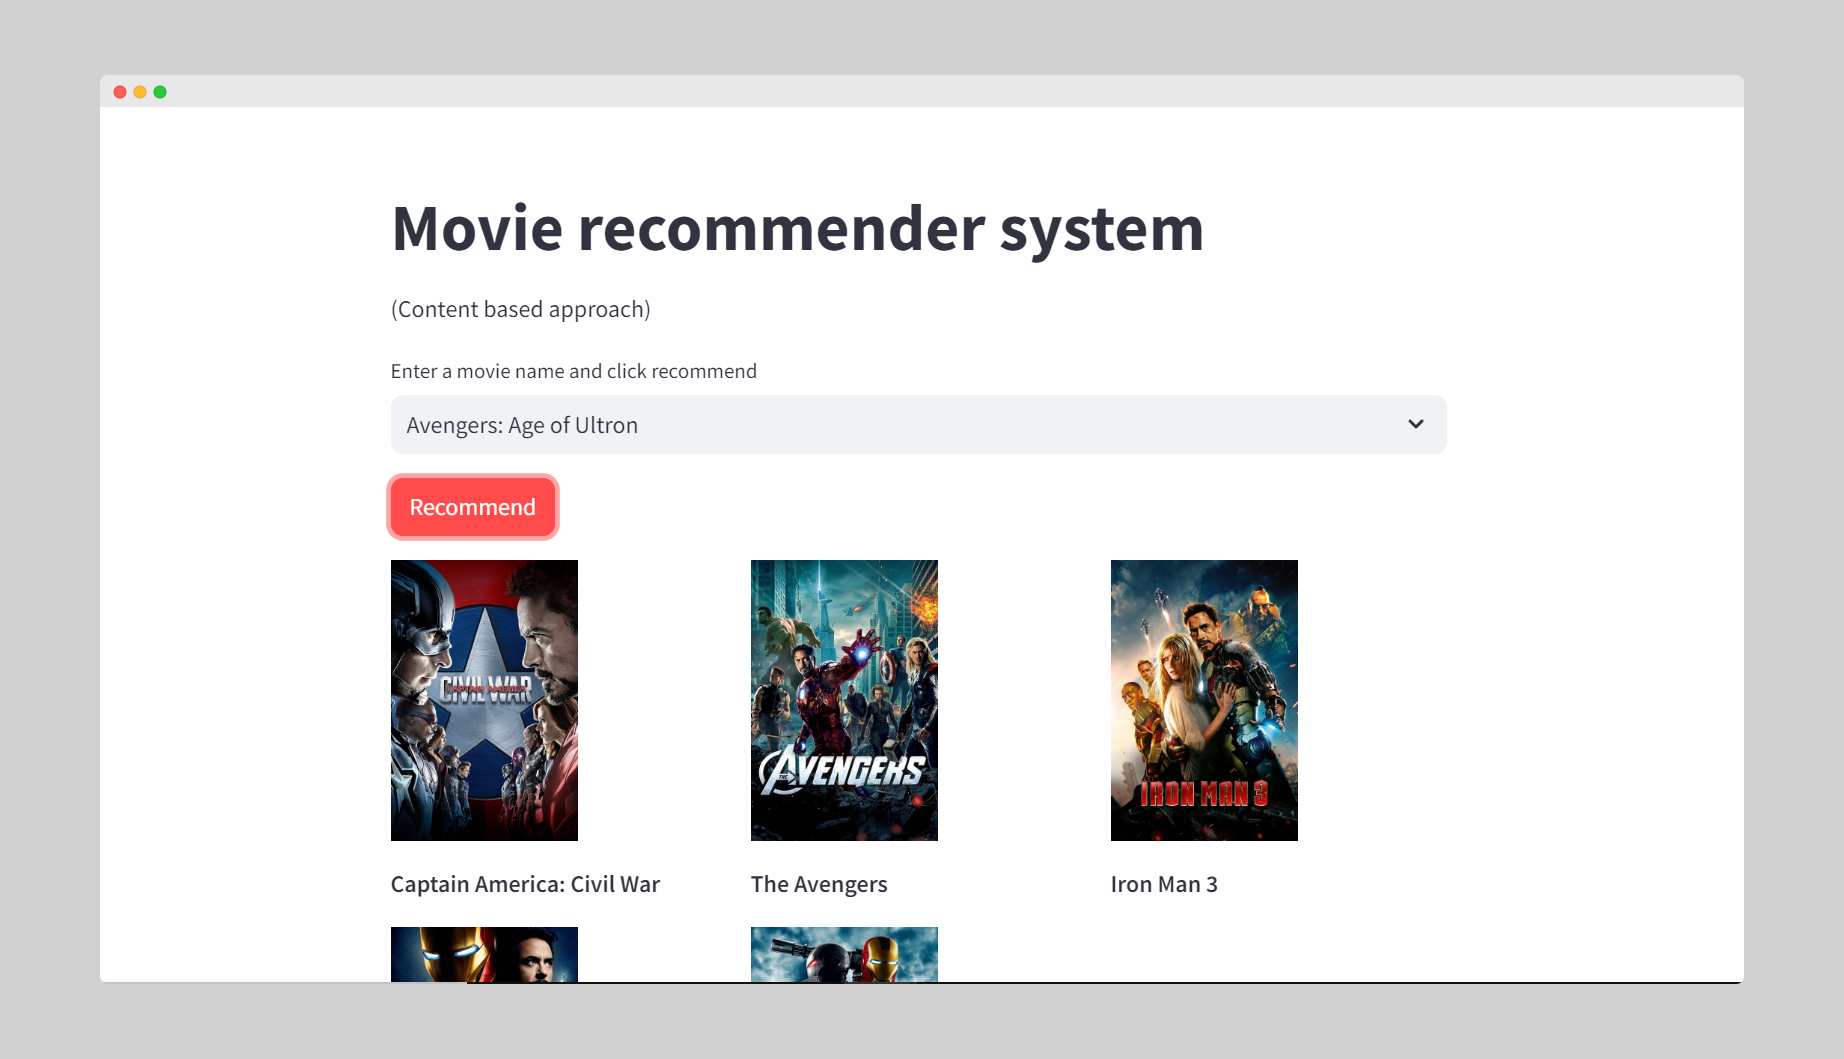 Movie recommender system
(Content based approach)
Enter a movie name and click recommend
Avengers: Age of Ultron
Recommend
CAPTAIN AMERICA
CIVIL WAR
AVENGERS
IRON MAN 3
Captain America: Civil War
The Avengers
Iron Man 3